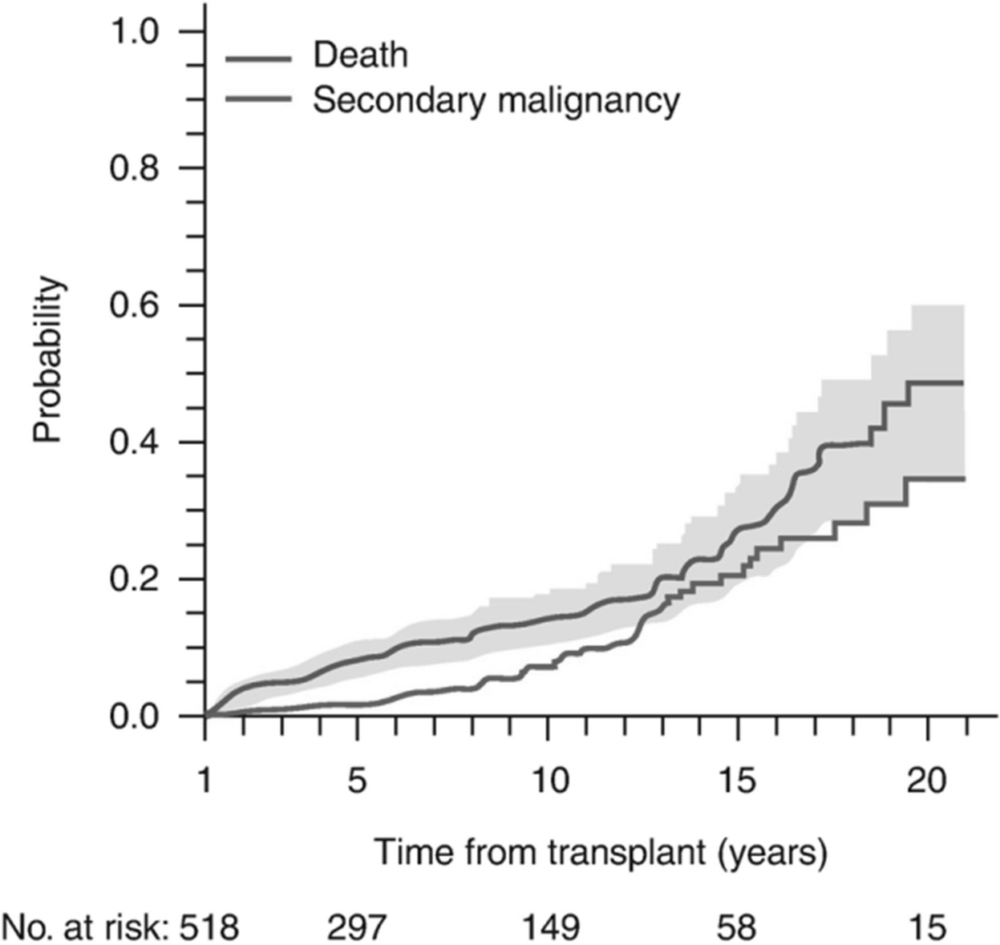 1.0
Death
Secondary malignancy
0.8
0.6
Probability
0.4
0.2
0.0
1 5 10 15 20
Time from transplant (years)
No. at risk: 518 297 149 58 15